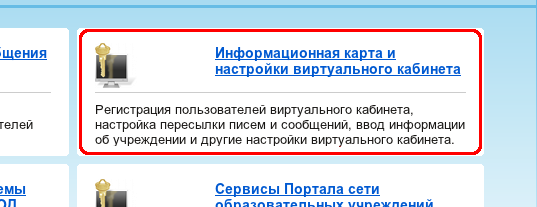 бщения
Информационная карта и
настройки виртуального кабинета
Регистрация пользователей виртуального кабинета,
телей
настройка пересылки писем и сообщений, ввод информации
об учреждении и другие настройки виртуального кабинета.
емы
Сервисы Портала сети
ОЛ
образовательных учреждений